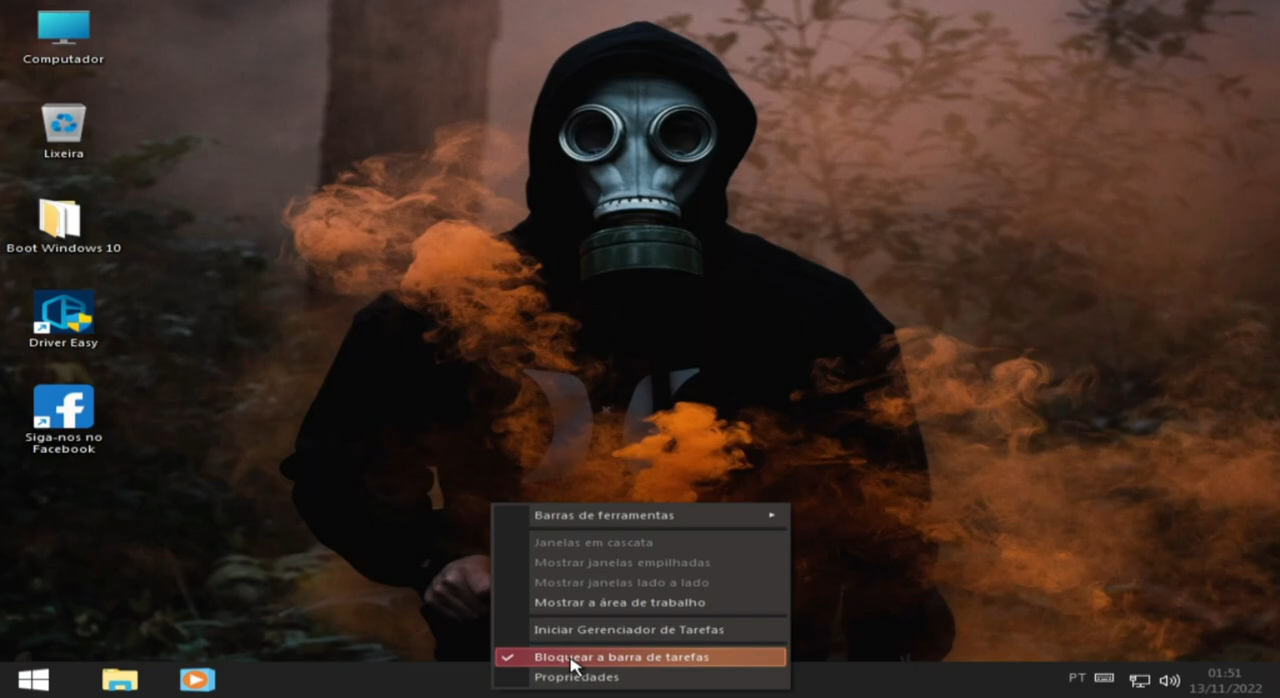 Computador
Lixeira
Boot Windows 10
Driver Easy
Siga-nos no
Facebook
Barras de ferramentas
Janelas em cascata
Mostrar janelas empilhadas
Mostrar janelas lado a lado
Mostrar a área de trabalho
Iniciar Gerenciador de Tarefas
Bloquear a barra de tarefas
Propriedades
PT
01:51
13/11/2022